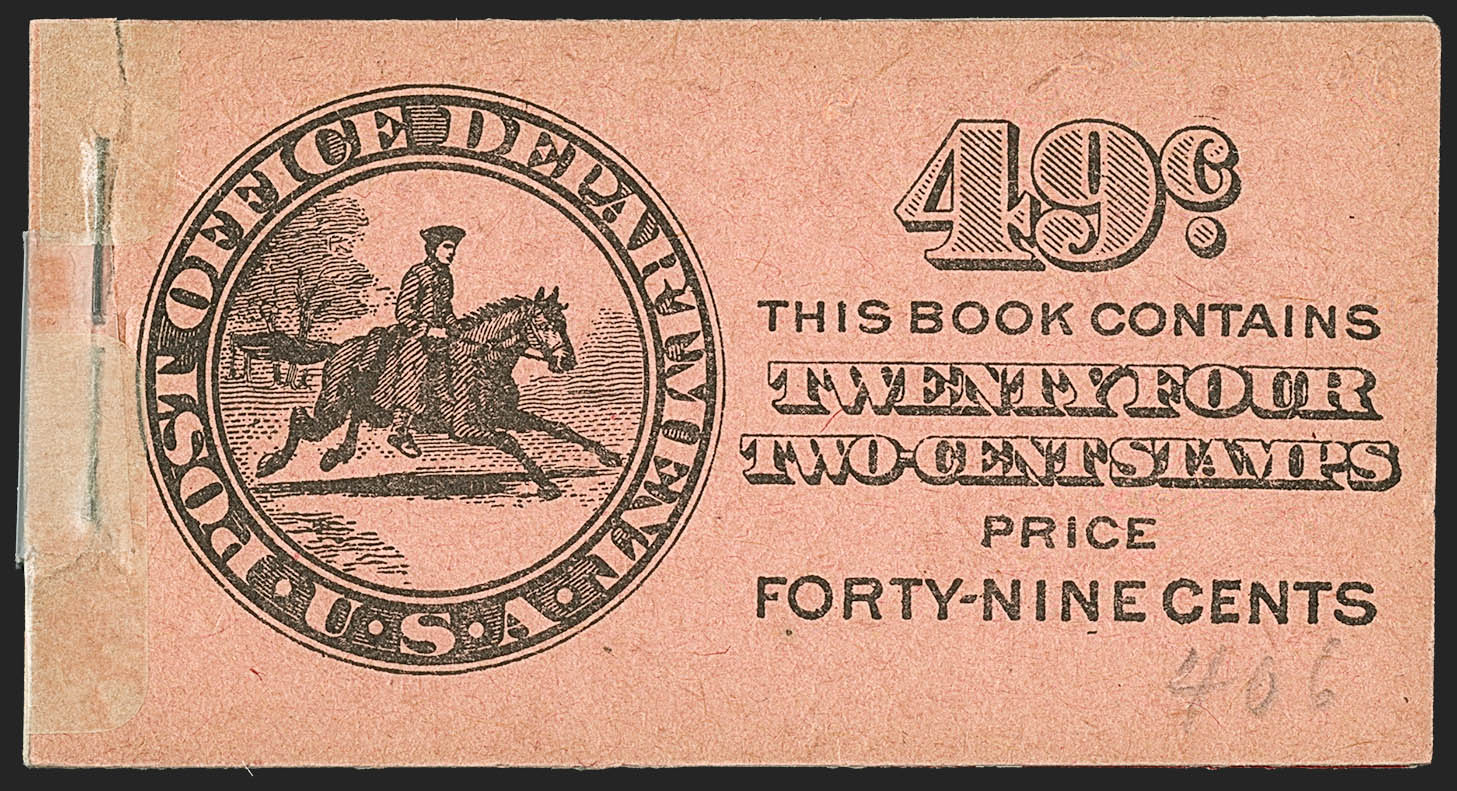 POST OFFICE DEPARTMENT
U·S·A·
49¢
THIS BOOK CONTAINS
TWENTY FOUR
TWO-CENT STAMPS
PRICE
FORTY-NINE CENTS
406